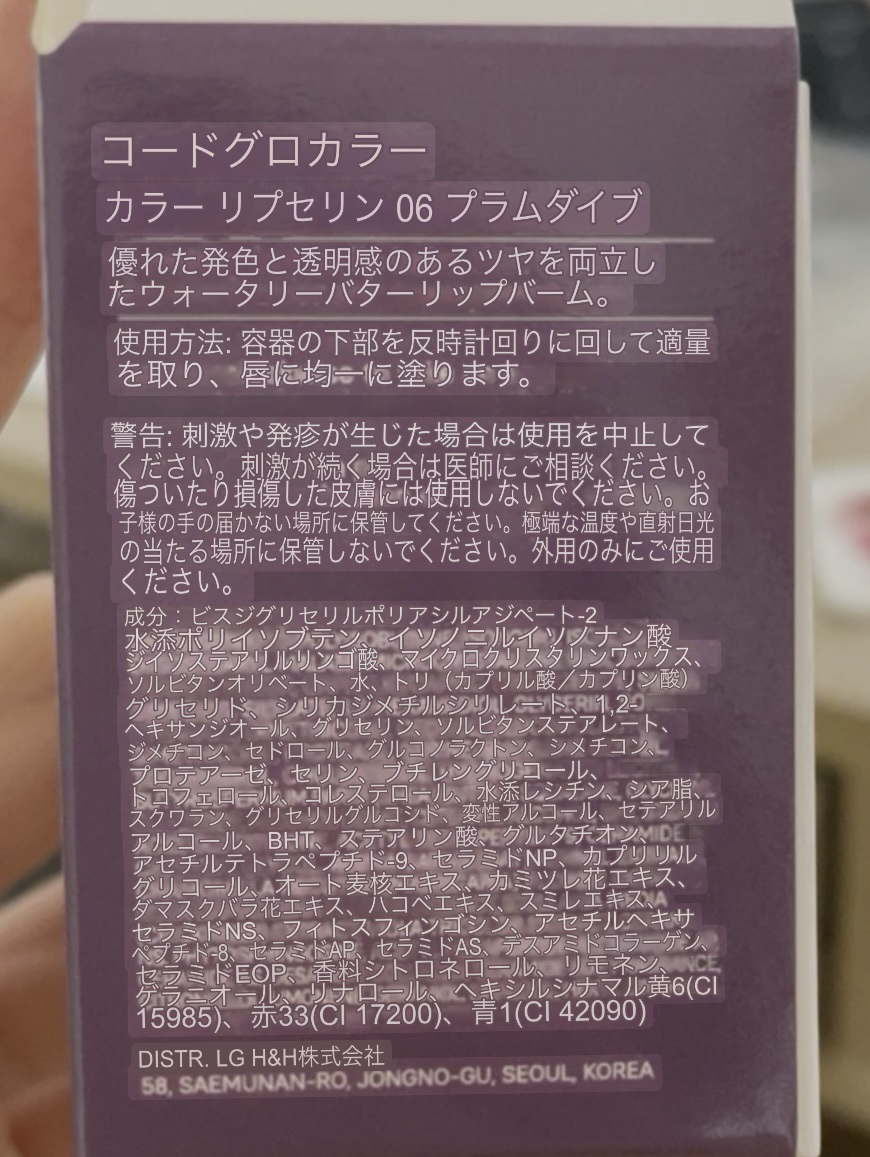 コードグロカラー
カラー リプセリン 06 プラムダイブ
優れた発色と透明感のあるツヤを両立し
たウォータリーバターリップバーム。
使用方法: 容器の下部を反時計回りに回して適量
を取り、唇に均一に塗ります。
警告: 刺激や発疹が生じた場合は使用を中止して
ください。刺激が続く場合は医師にご相談ください。
傷ついたり損傷した皮膚には使用しないでください。お
子様の手の届かない場所に保管してください。極端な温度や直射日光
の当たる場所に保管しないでください。外用のみにご使用
ください。
成分：ビスジグリセリルポリアシルアジペート-2
水添ポリイソブテン、イソノニルイソノナン酸
ジイソステアリルリンゴ酸、マイクロクリスタリンワックス、
ソルビタンオリベート、水、トリ（カプリル酸／カプリン酸）
グリセリド、シリカジメチルシリレート、1,2-
ヘキサンジオール、グリセリン、ソルビタンステアレート、
ジメチコン、セドロール、グルコノラクトン、シメチコン、
プロテアーゼ、セリン、ブチレングリコール、
トコフェロール、コレステロール、水添レシチン、シア脂、
スクワラン、グリセリルグルコシド、変性アルコール、セテアリル
アルコール、BHT、ステアリン酸、グルタチオン、
アセチルテトラペプチド-9、セラミドNP、カプリリル
グリコール、オート麦核エキス、カミツレ花エキス、
ダマスクバラ花エキス、ハコベエキス、スミレエキス、
セラミドNS、フィトスフィンゴシン、アセチルヘキサ
ペプチド-8、セラミドAP、セラミドAS、デスアミドコラーゲン、
セラミドEOP、香料シトロネロール、リモネン、
ゲラニオール、リナロール、ヘキシルシナマル黄6(CI
15985)、赤33(CI 17200)、青1(CI 42090)
DISTR. LG H&H株式会社
58, SAEMUNAN-RO, JONGNO-GU, SEOUL, KOREA